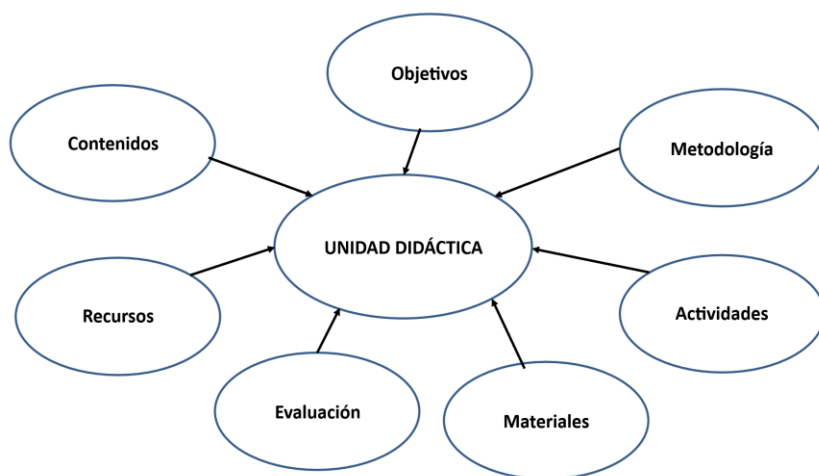 Objetivos
Contenidos
Metodología
UNIDAD DIDÁCTICA
Recursos
Actividades
Evaluación
Materiales